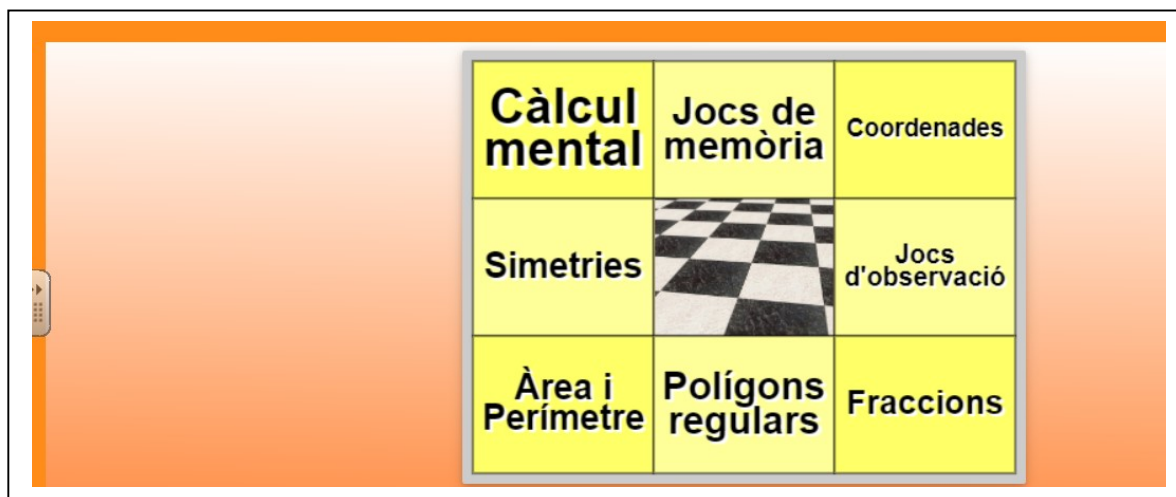 Càlcul
mental
Jocs de
memòria
Coordenades
Simetries
Jocs
d'observació
Àrea i
Perímetre
Polígons
regulars
Fraccions